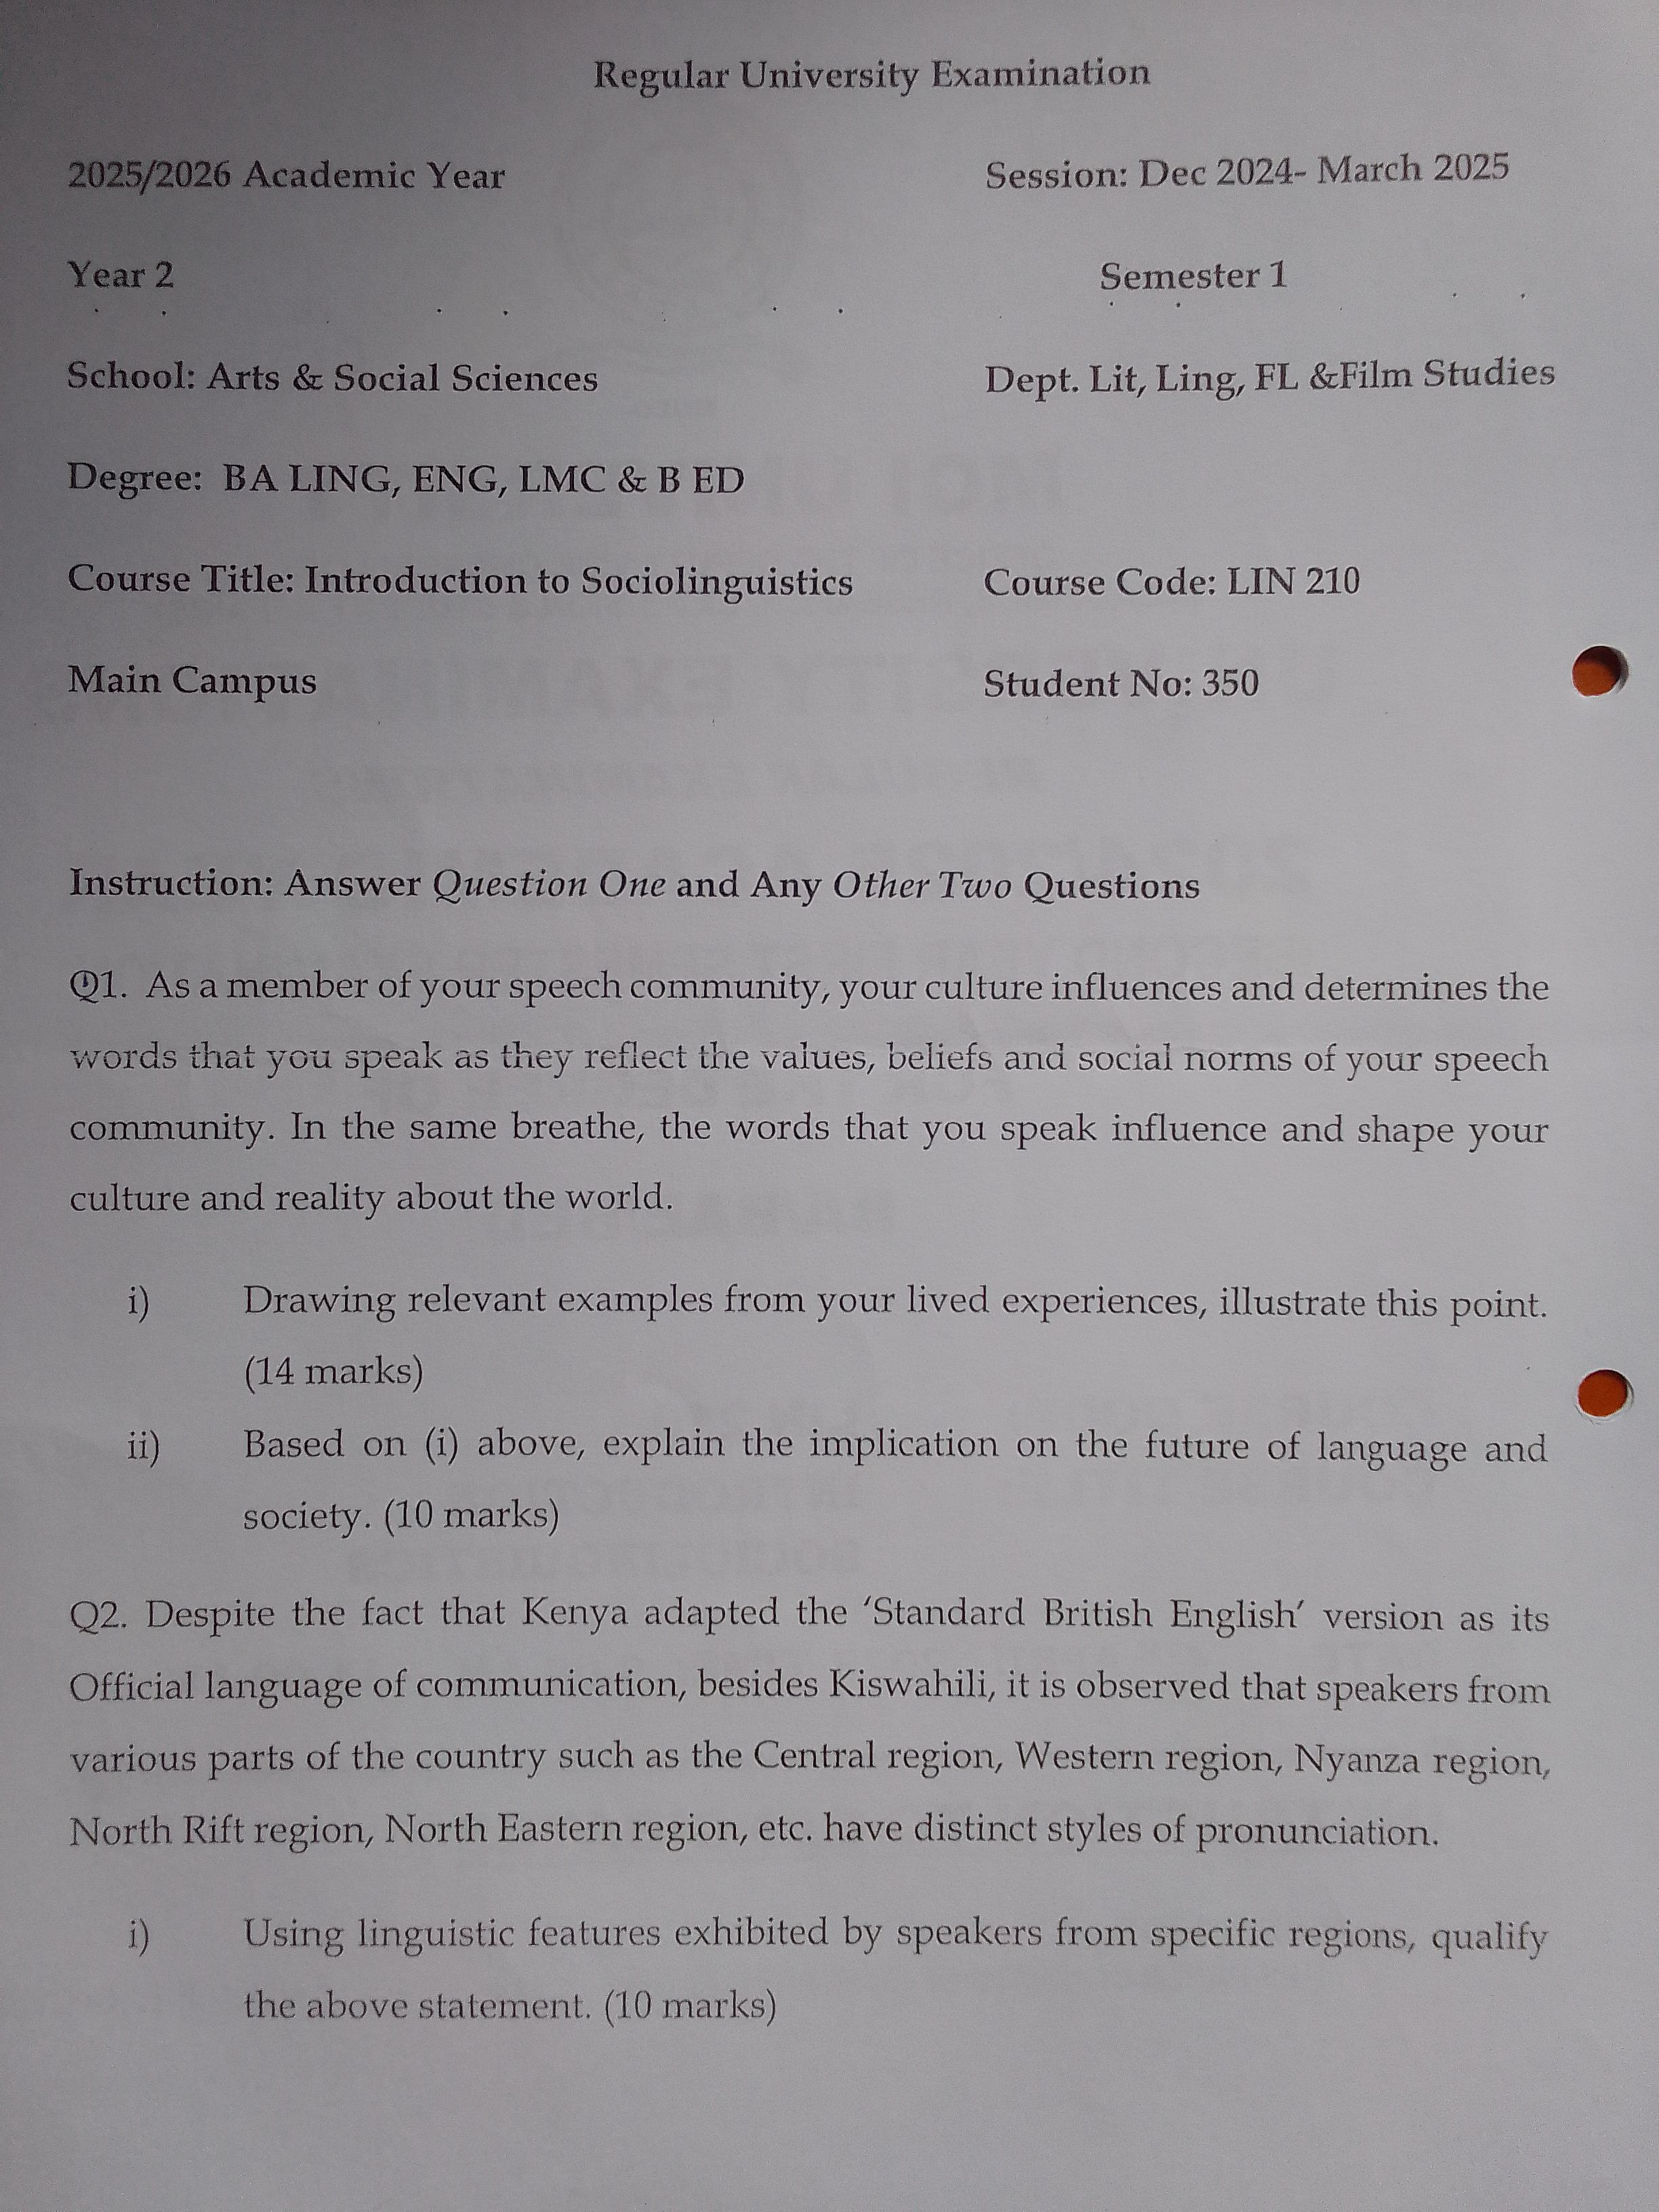 Regular University Examination
2025/2026 Academic Year Session: Dec 2024- March 2025
Year 2 Semester 1
School: Arts & Social Sciences Dept. Lit, Ling, FL &Film Studies
Degree: BA LING, ENG, LMC & B ED
Course Title: Introduction to Sociolinguistics Course Code: LIN 210
Main Campus Student No: 350
Instruction: Answer Question One and Any Other Two Questions
Q1. As a member of your speech community, your culture influences and determines the
words that you speak as they reflect the values, beliefs and social norms of your speech
community. In the same breathe, the words that you speak influence and shape your
culture and reality about the world.
i) Drawing relevant examples from your lived experiences, illustrate this point.
(14 marks)
ii) Based on (i) above, explain the implication on the future of language and
society. (10 marks)
Q2. Despite the fact that Kenya adapted the ‘Standard British English’ version as its
Official language of communication, besides Kiswahili, it is observed that speakers from
various parts of the country such as the Central region, Western region, Nyanza region,
North Rift region, North Eastern region, etc. have distinct styles of pronunciation.
i) Using linguistic features exhibited by speakers from specific regions, qualify
the above statement. (10 marks)